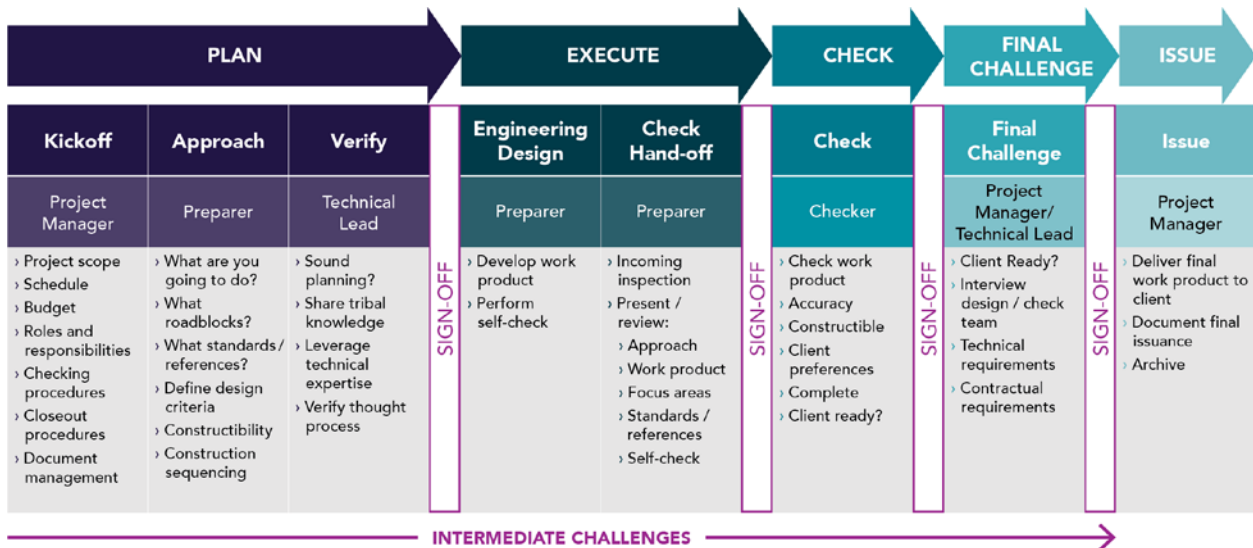 PLAN
EXECUTE
CHECK
FINAL
CHALLENGE
ISSUE
Kickoff
Project
Manager
› Project scope
› Schedule
› Budget
› Roles and
responsibilities
› Checking
procedures
› Closeout
procedures
› Document
management
Approach
Preparer
› What are you
going to do?
› What
roadblocks?
› What standards /
references?
› Define design
criteria
› Constructibility
› Construction
sequencing
Verify
Technical
Lead
› Sound
planning?
› Share tribal
knowledge
› Leverage
technical
expertise
› Verify thought
process
SIGN-OFF
Engineering
Design
Preparer
› Develop work
product
› Perform
self-check
Check
Hand-off
Preparer
› Incoming
inspection
› Present /
review:
› Approach
› Work product
› Focus areas
› Standards /
references
› Self-check
SIGN-OFF
Check
Checker
› Check work
product
› Accuracy
› Constructible
› Client
preferences
› Complete
› Client ready?
SIGN-OFF
Final
Challenge
Project
Manager/
Technical Lead
› Client Ready?
› Interview
design / check
team
› Technical
requirements
› Contractual
requirements
SIGN-OFF
Issue
Project
Manager
› Deliver final
work product to
client
› Document final
issuance
› Archive
INTERMEDIATE CHALLENGES